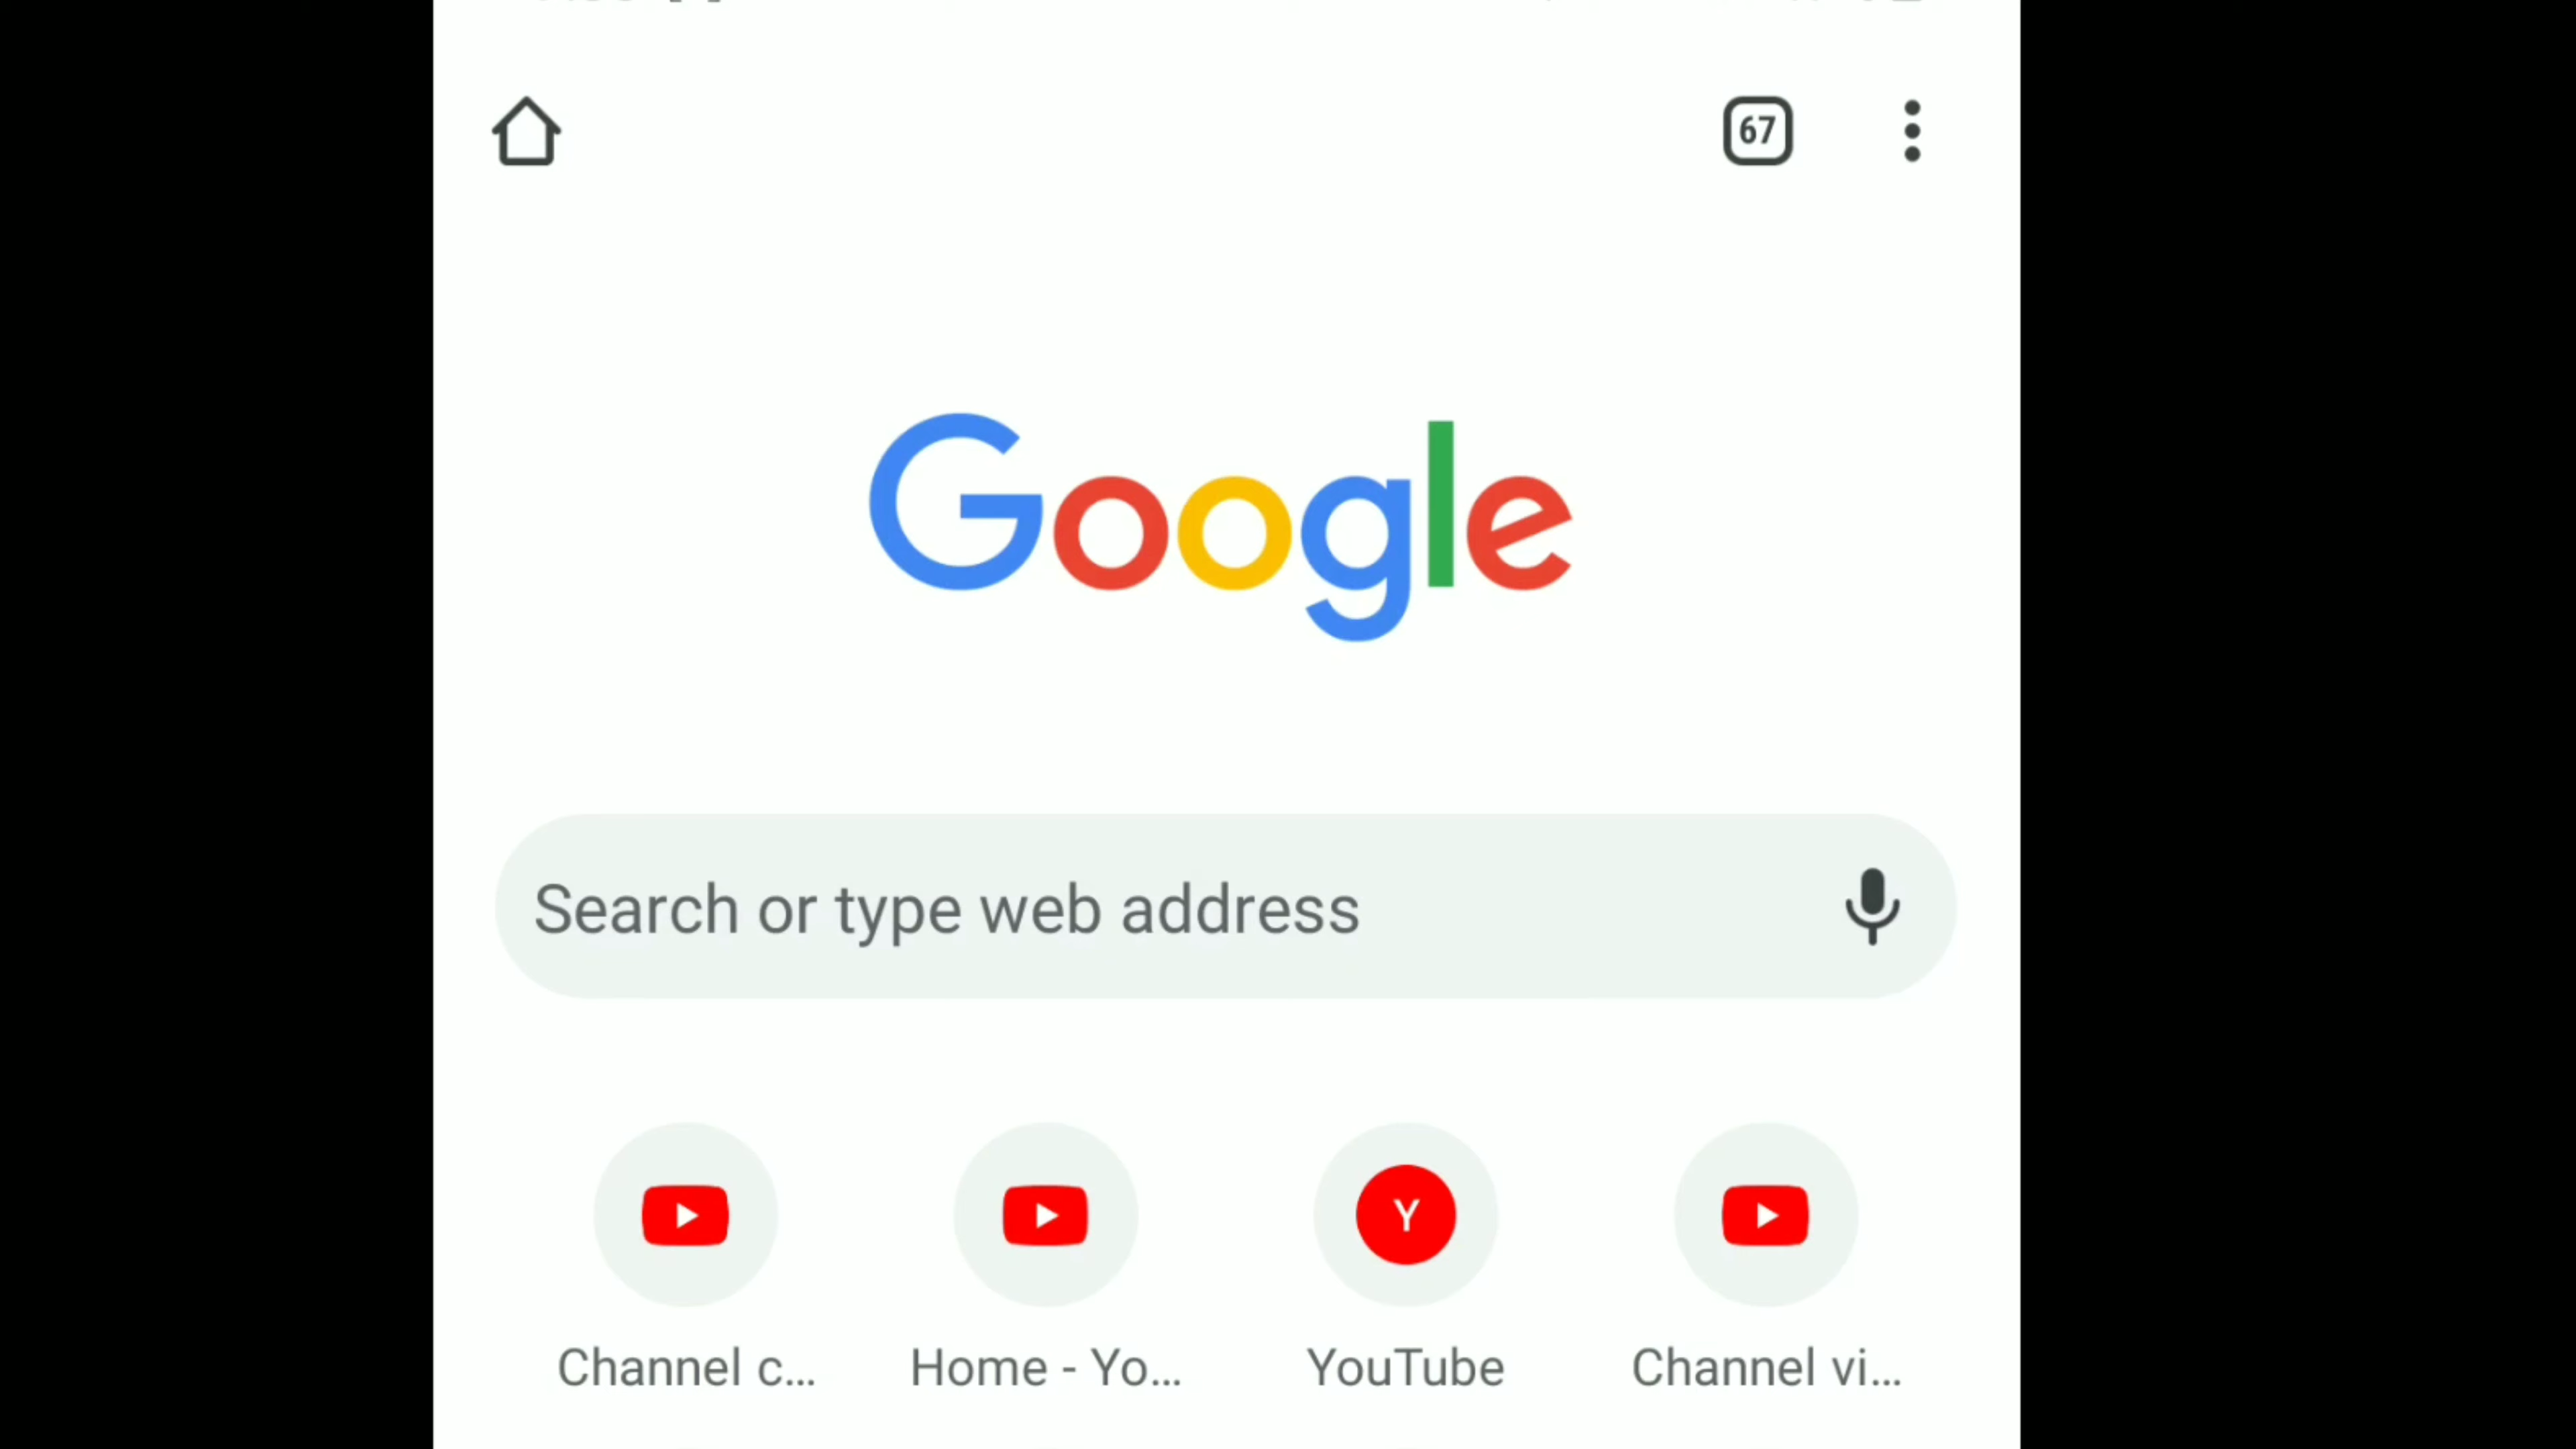 67
Google
Search or type web address
Y
Channel c...
Home - Yo...
YouTube
Channel vi...